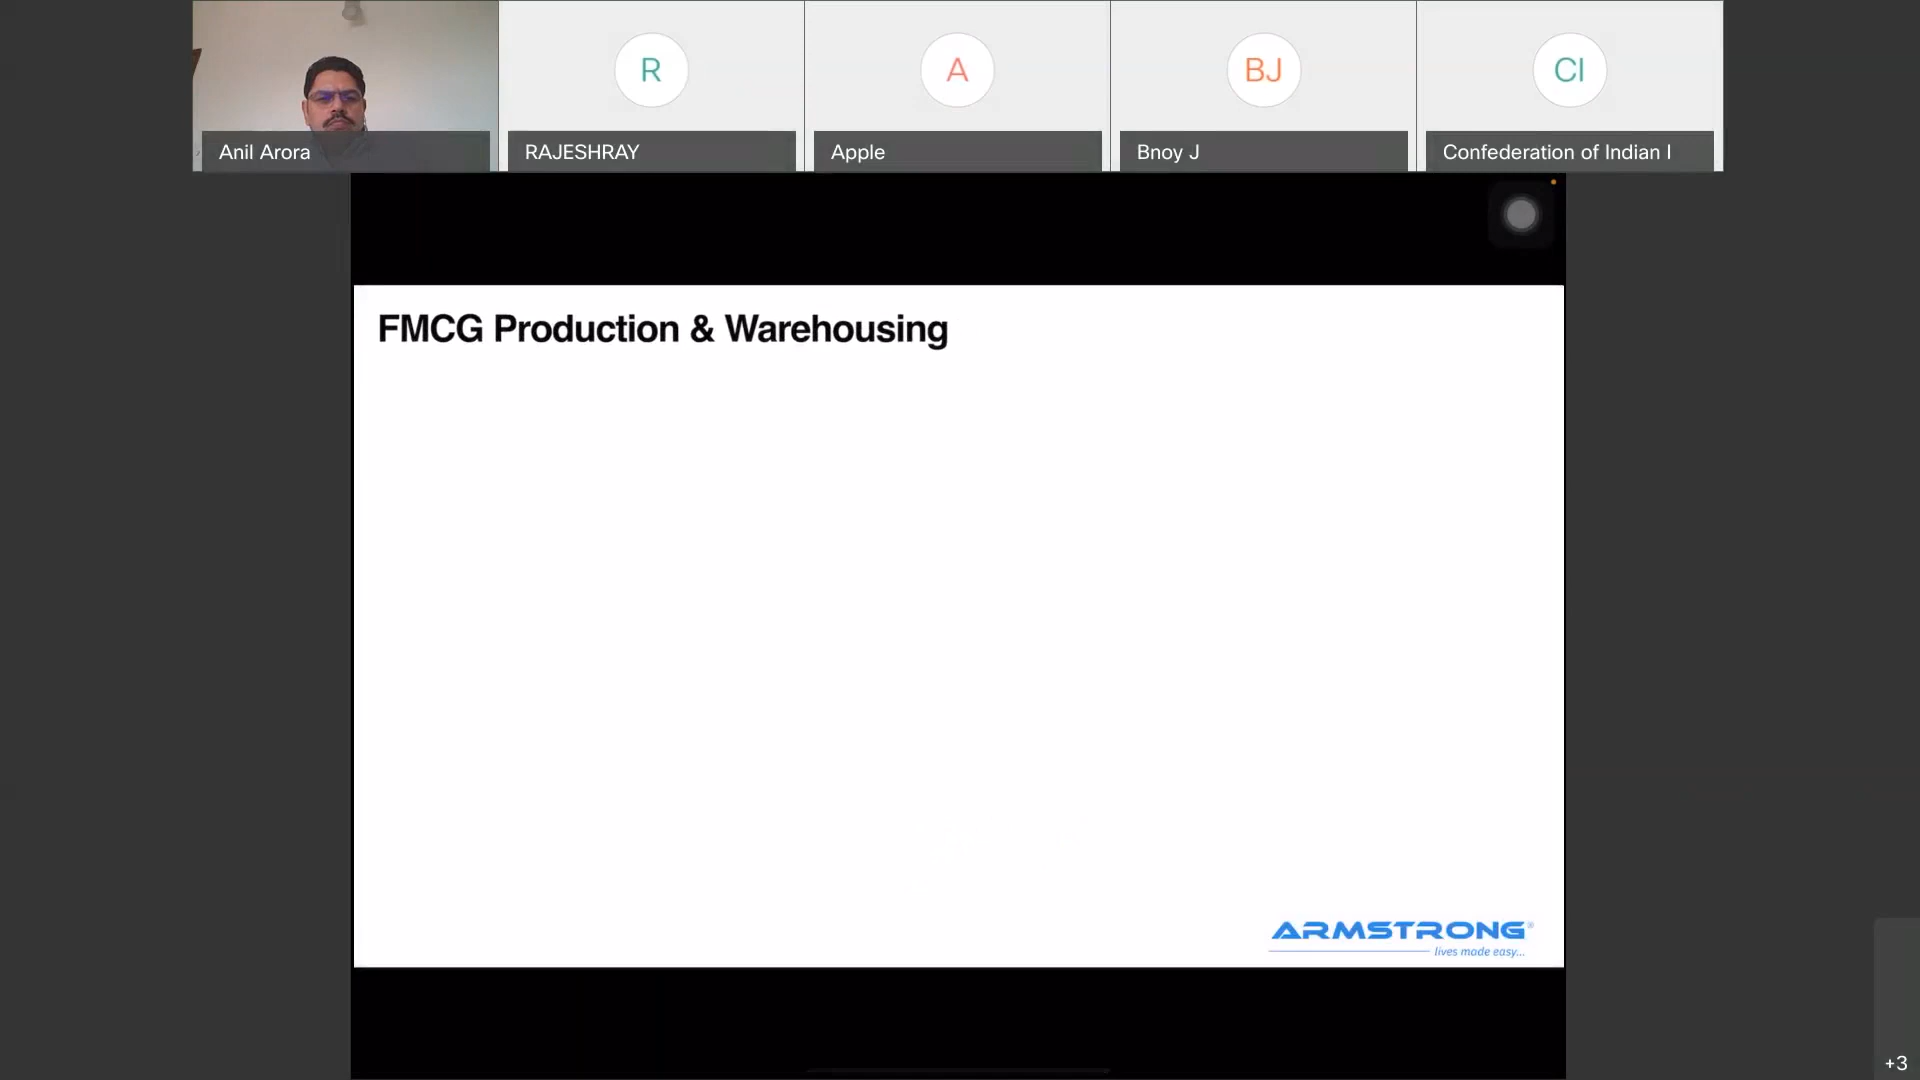 R
A
BJ
CI
Anil Arora
RAJESHRAY
Apple
Bnoy J
Confederation of Indian I
FMCG Production & Warehousing
ARMSTRONG®
lives made easy...
+3